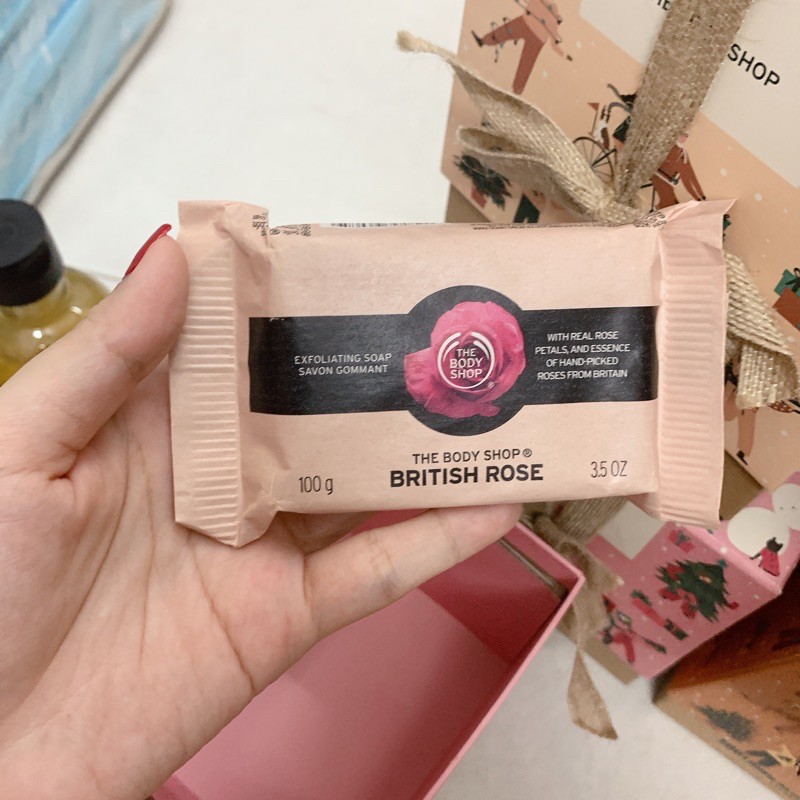 SHOP
EXFOLIATING SOAP
SAVON GOMMANT
THE
BODY
SHOP
WITH REAL ROSE
PETALS, AND ESSENCE
OF HAND-PICKED
ROSES FROM BRITAIN
THE BODY SHOP®
BRITISH ROSE
100 g
3.5 OZ